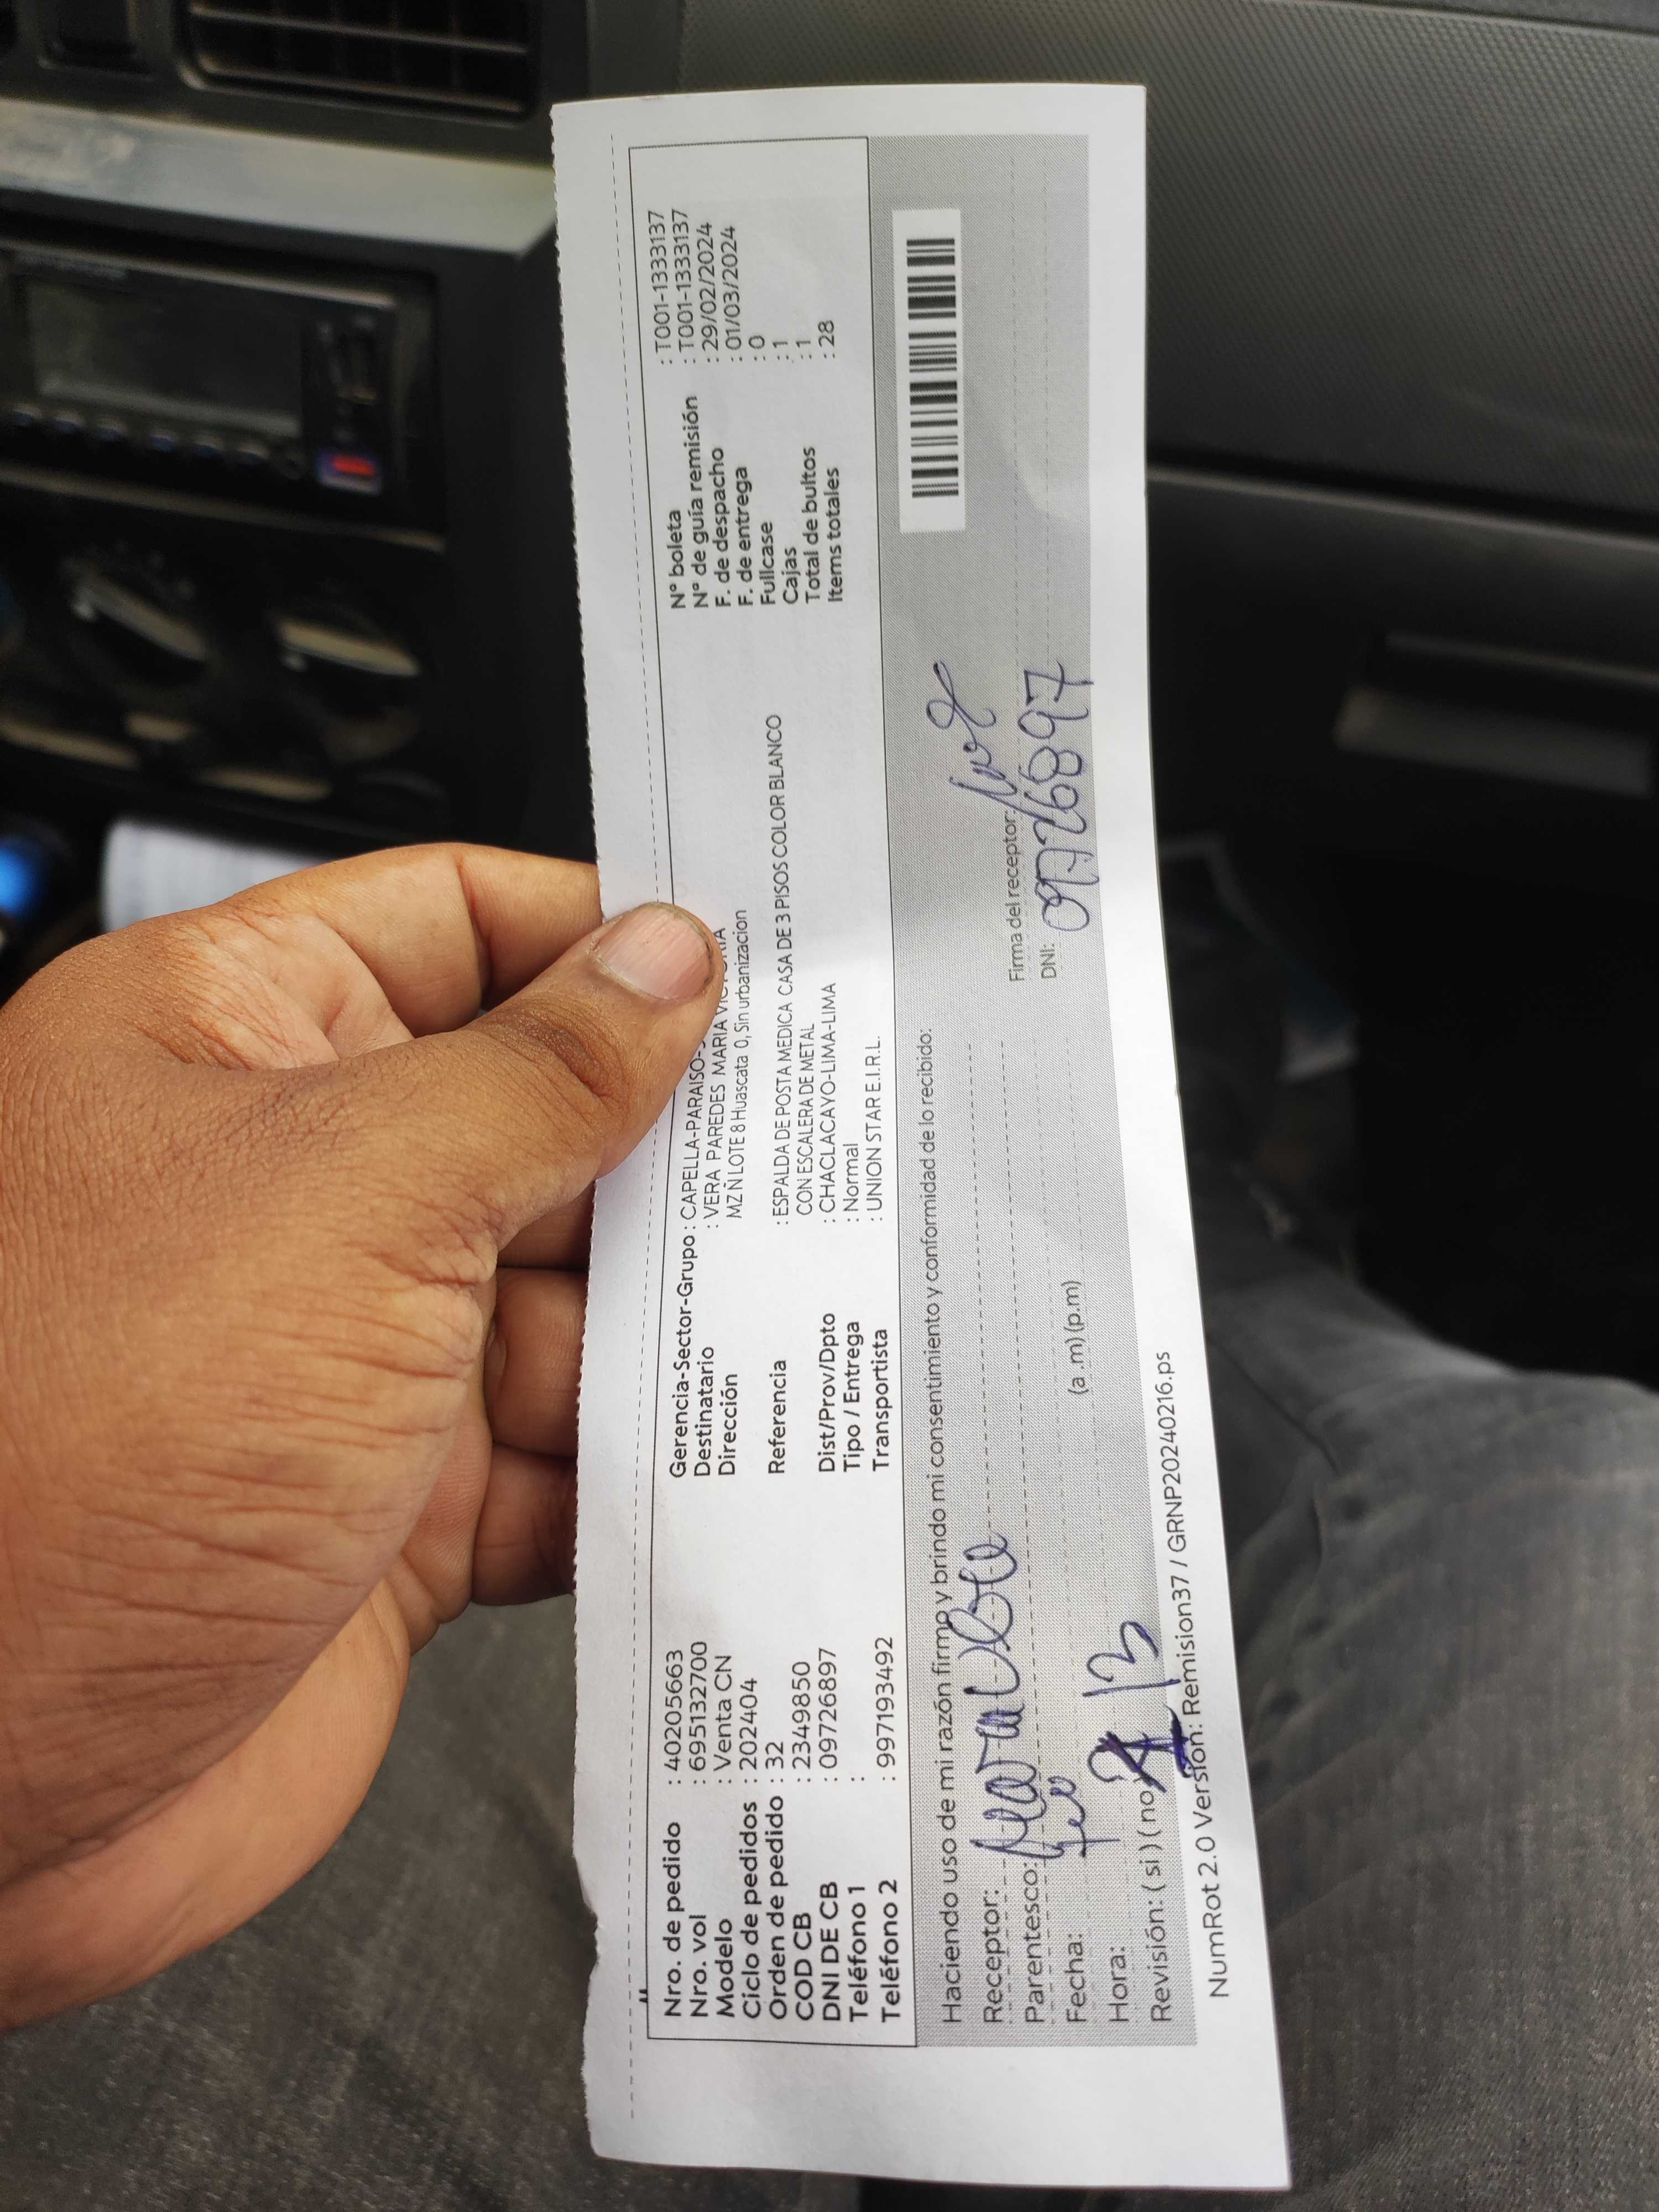 Nro. de pedido : 40205663
Nro. vol : 695132700
Modelo : Venta CN
Ciclo de pedidos : 202404
Orden de pedido : 32
COD CB : 2349850
DNI DE CB : 09726897
Teléfono 1 :
Teléfono 2 : 997193492
Gerencia-Sector-Grupo : CAPELLA-PARAISO-
Destinatario : VERA PAREDES MARIA
Dirección MZ Ñ LOTE 8 Huascata 0, Sin urbanizacion
Referencia : ESPALDA DE POSTA MEDICA CASA DE 3 PISOS COLOR BLANCO
CON ESCALERA DE METAL
Dist/Prov/Dpto : CHACLACAYO-LIMA-LIMA
Tipo / Entrega : Normal
Transportista : UNION STAR E.I.R.L.
N° boleta : T001-1333137
N° de guía remisión : T001-1333137
F. de despacho : 29/02/2024
F. de entrega : 01/03/2024
Fullcase : 0
Cajas : 1
Total de bultos : 1
Items totales : 28
Haciendo uso de mi razón firmo y brindo mi consentimiento y conformidad de lo recibido:
Receptor:
Parentesco:
Fecha:
Hora: (a .m) (p.m)
Revisión: ( si ) ( no )
Firma del receptor:
DNI: 09726897
NumRot 2.0 Versión: Remision37 / GRNP20240216.ps